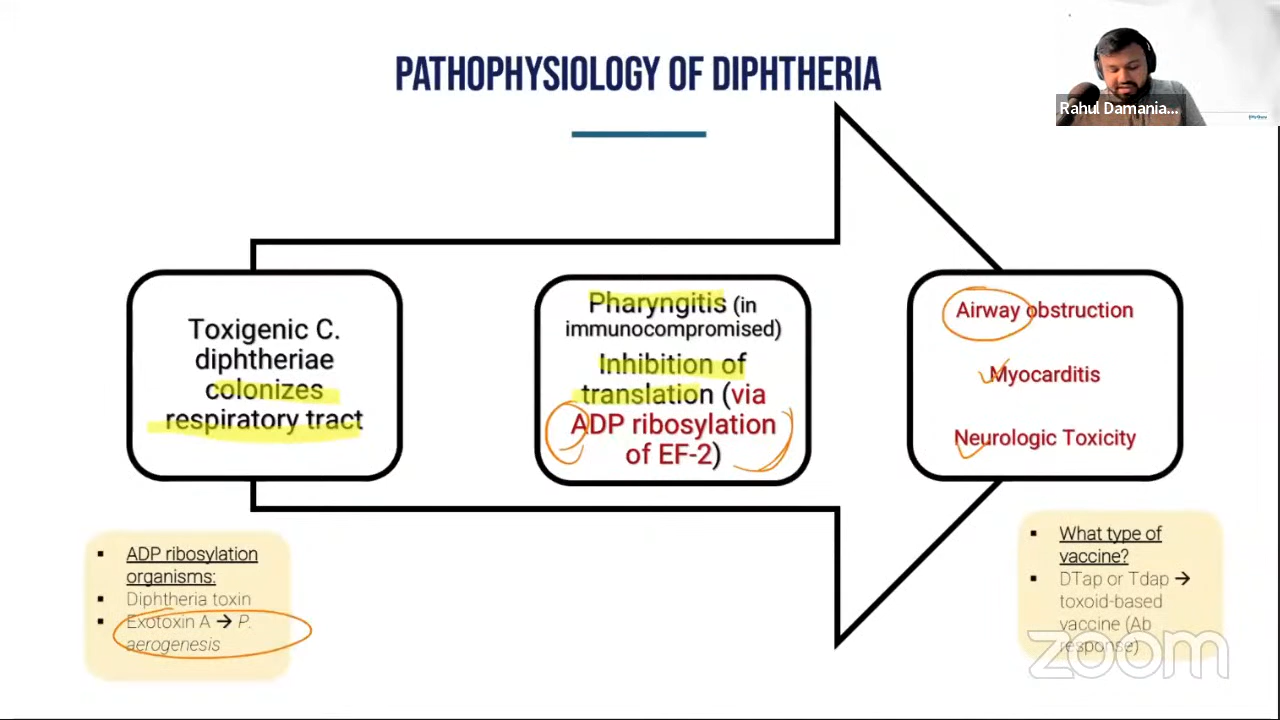 PATHOPHYSIOLOGY OF DIPHTHERIA
Rahul Damania...
Toxigenic C.
diphtheriae
colonizes
respiratory tract
Pharyngitis (in
immunocompromised)
Inhibition of
translation (via
ADP ribosylation
of EF-2)
Airway obstruction
Myocarditis
Neurologic Toxicity
▪ ADP ribosylation
organisms:
▪ Diphtheria toxin
▪ Exotoxin A → P.
aerogenesis
▪ What type of
vaccine?
▪ DTap or Tdap →
toxoid-based
vaccine (Ab
response)
zoom